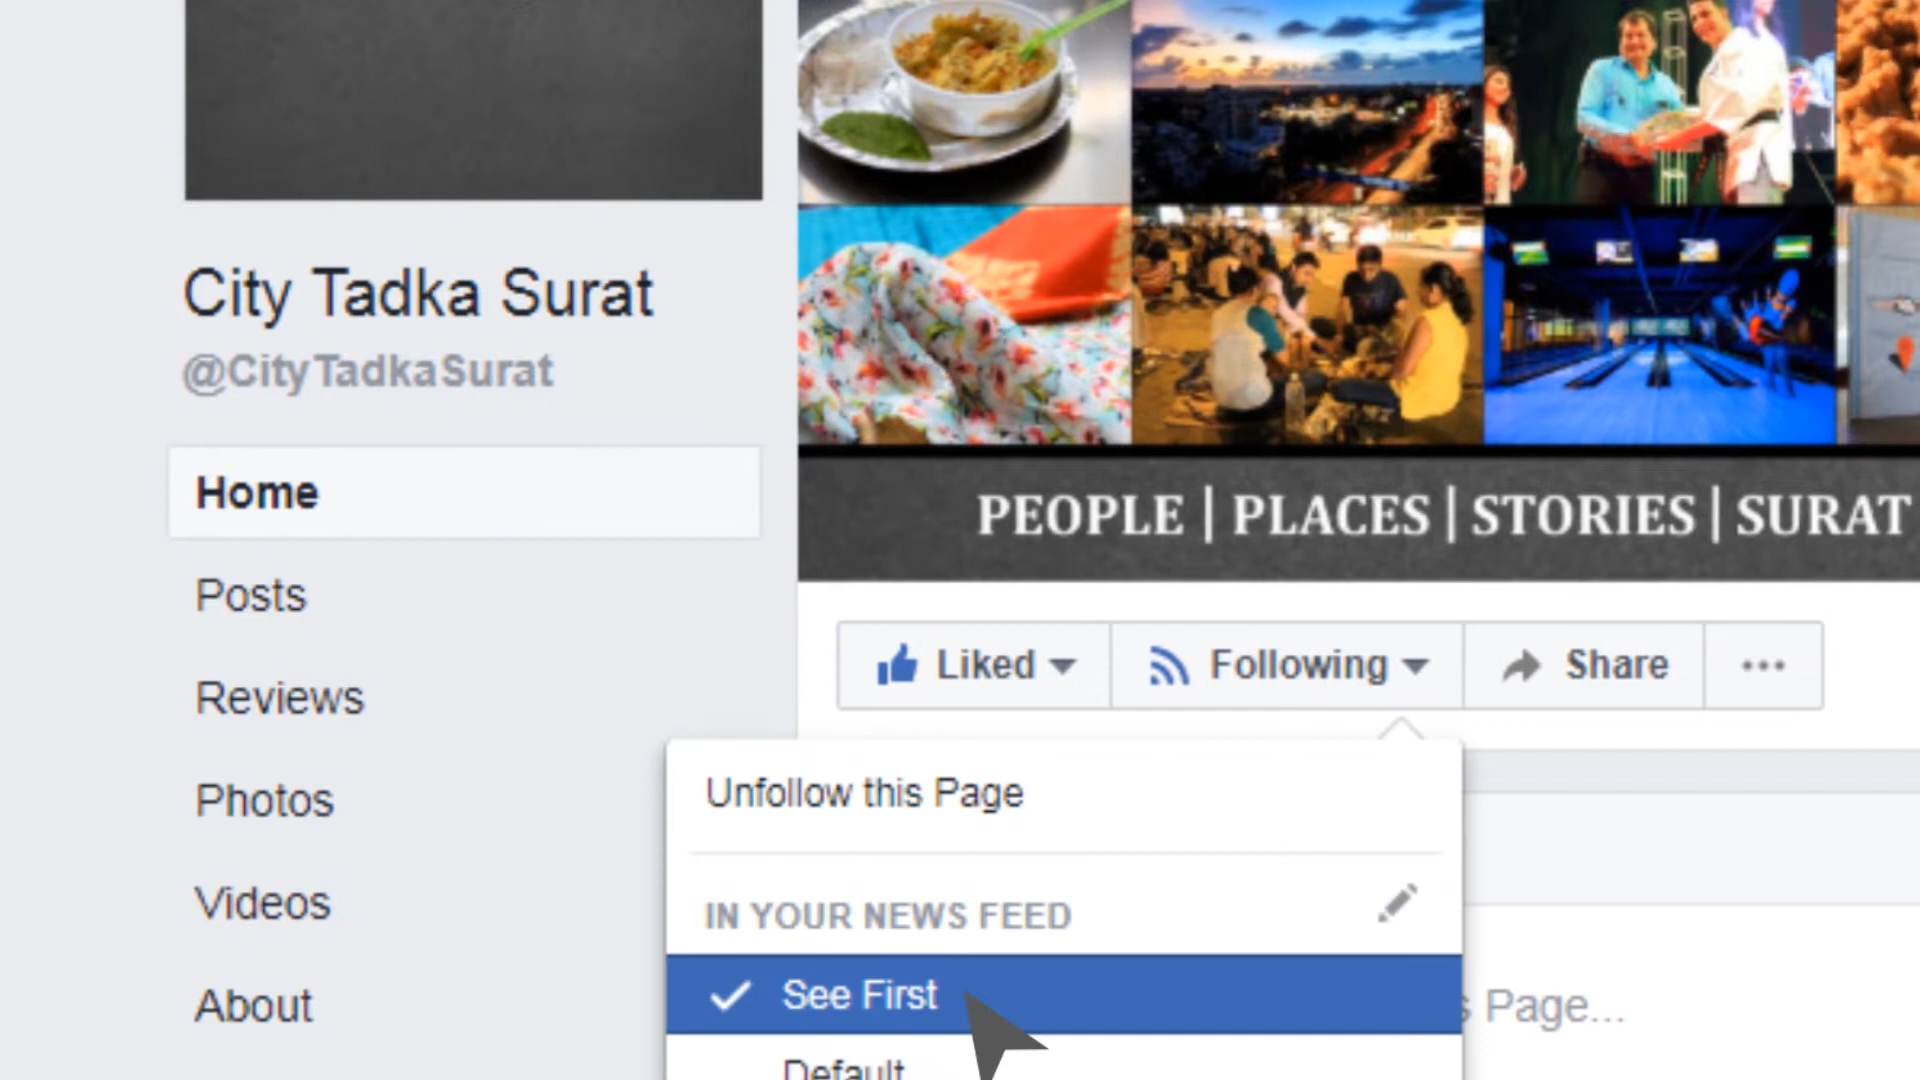 City Tadka Surat
@CityTadkaSurat
Home
Posts
Reviews
Photos
Videos
About
PEOPLE | PLACES | STORIES | SURAT
Liked
Following
Share
Unfollow this Page
IN YOUR NEWS FEED
See First
Default
Page...